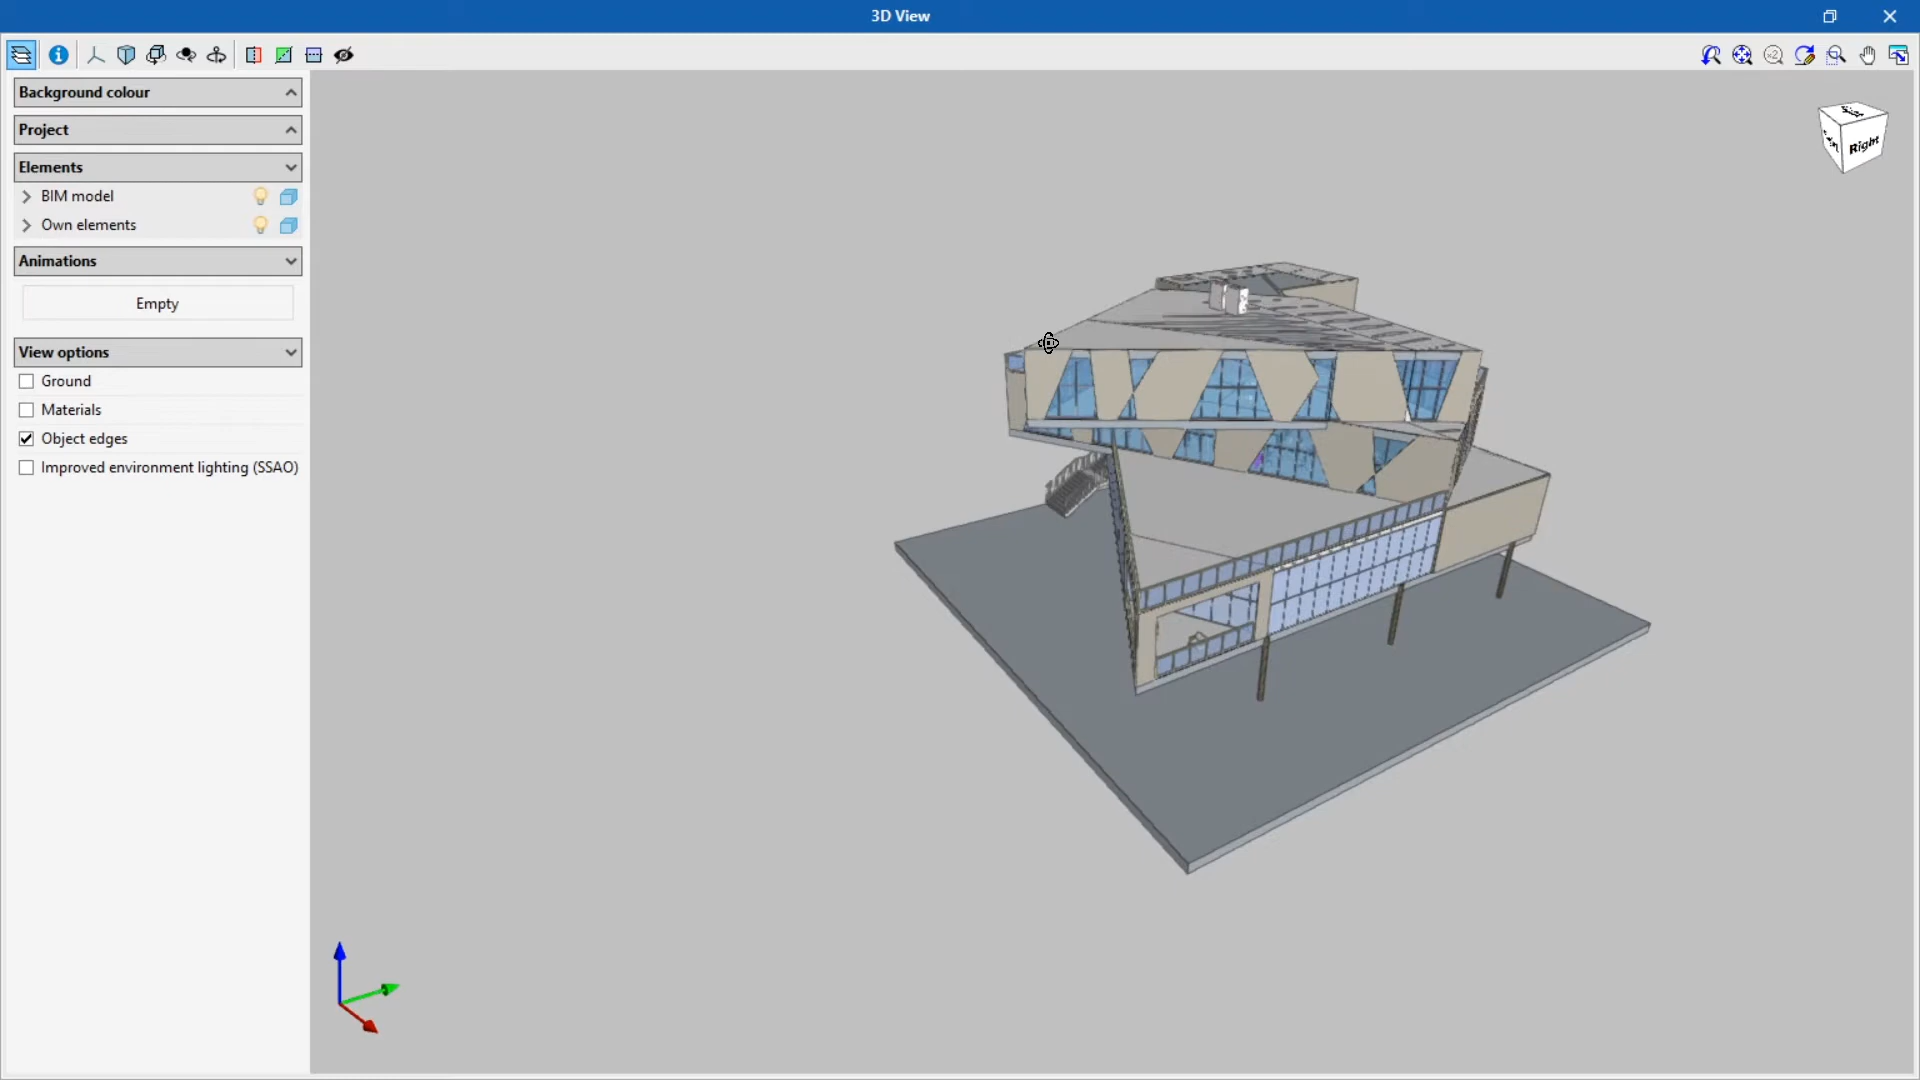 3D View
Background colour
Project
Elements
BIM model
Own elements
Animations
Empty
View options
Ground
Materials
Object edges
Improved environment lighting (SSAO)
Right